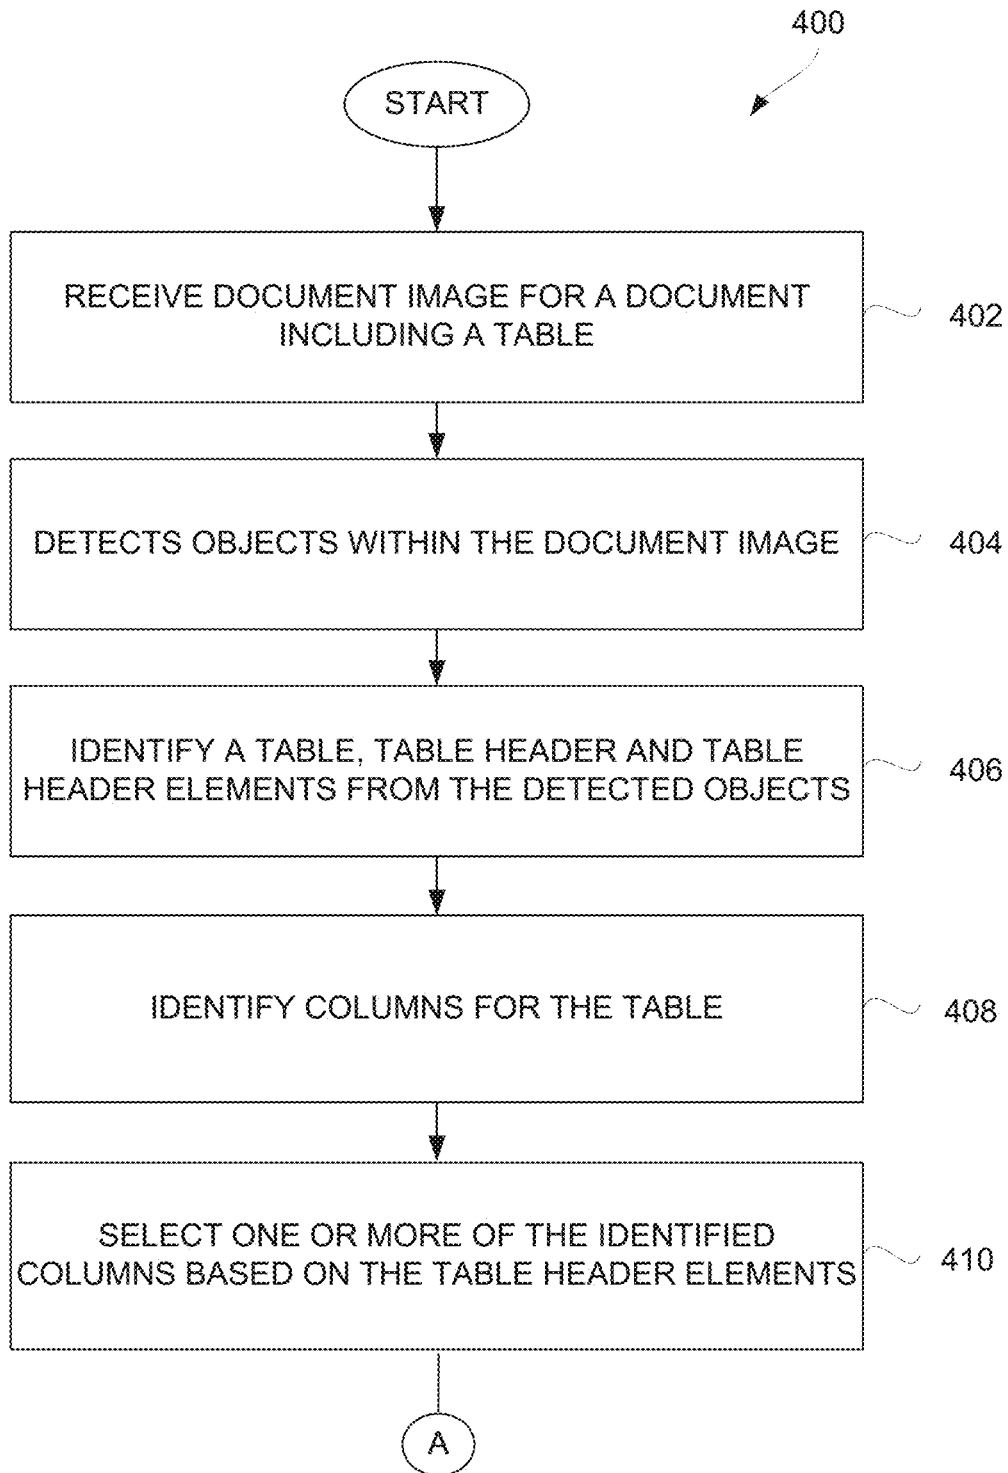 400
START
RECEIVE DOCUMENT IMAGE FOR A DOCUMENT
INCLUDING A TABLE
402
DETECTS OBJECTS WITHIN THE DOCUMENT IMAGE
404
IDENTIFY A TABLE, TABLE HEADER AND TABLE
HEADER ELEMENTS FROM THE DETECTED OBJECTS
406
IDENTIFY COLUMNS FOR THE TABLE
408
SELECT ONE OR MORE OF THE IDENTIFIED
COLUMNS BASED ON THE TABLE HEADER ELEMENTS
410
A